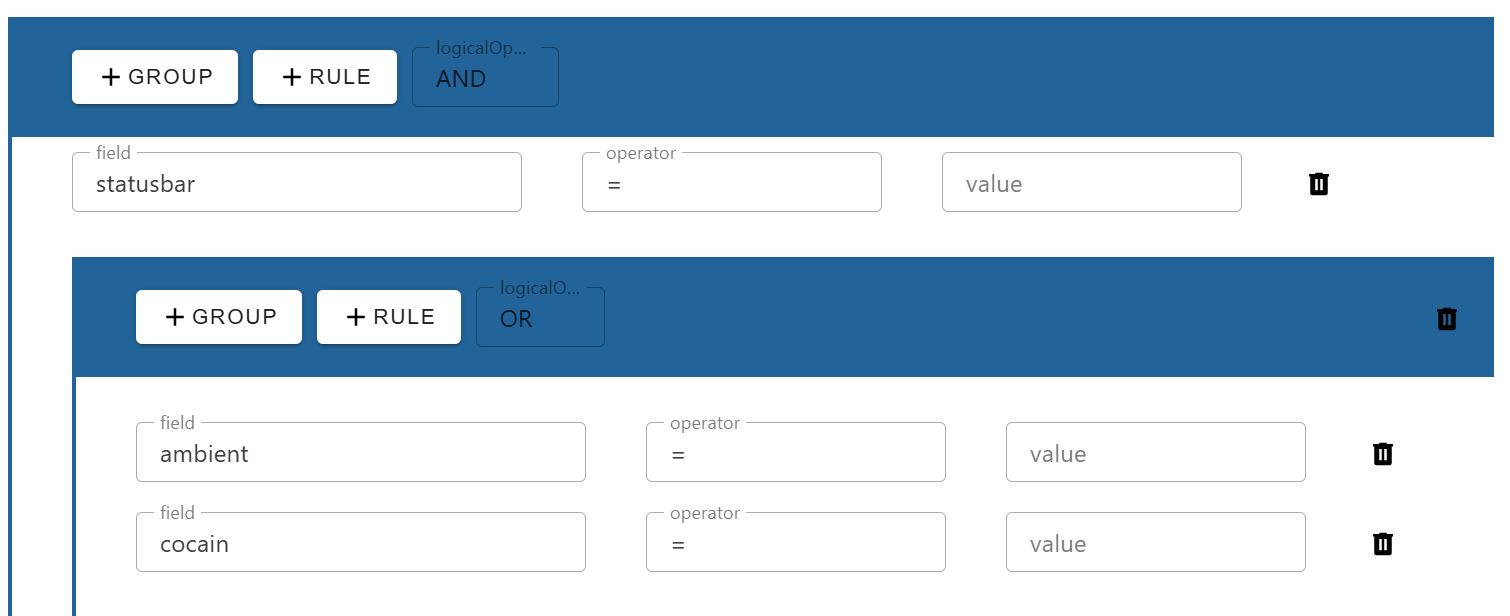 logicalOp...
+ GROUP + RULE AND
field operator
statusbar = value
logicalO...
+ GROUP + RULE OR
field operator
ambient = value
field operator
cocain = value